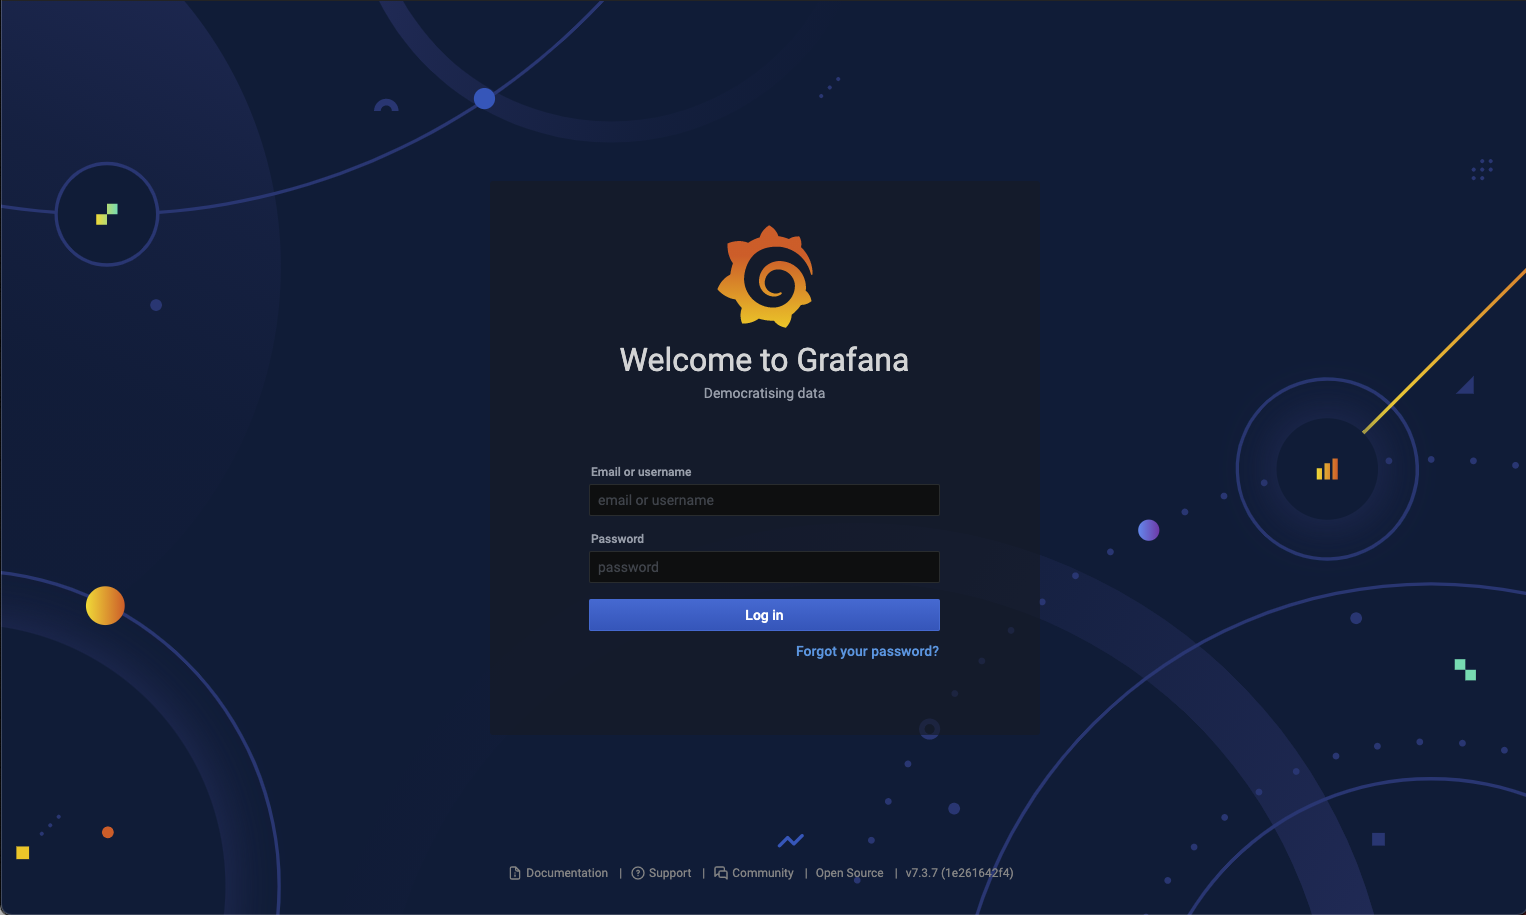 Welcome to Grafana
Democratising data
Email or username
email or username
Password
password
Log in
Forgot your password?
Documentation | Support | Community | Open Source | v7.3.7 (1e261642f4)